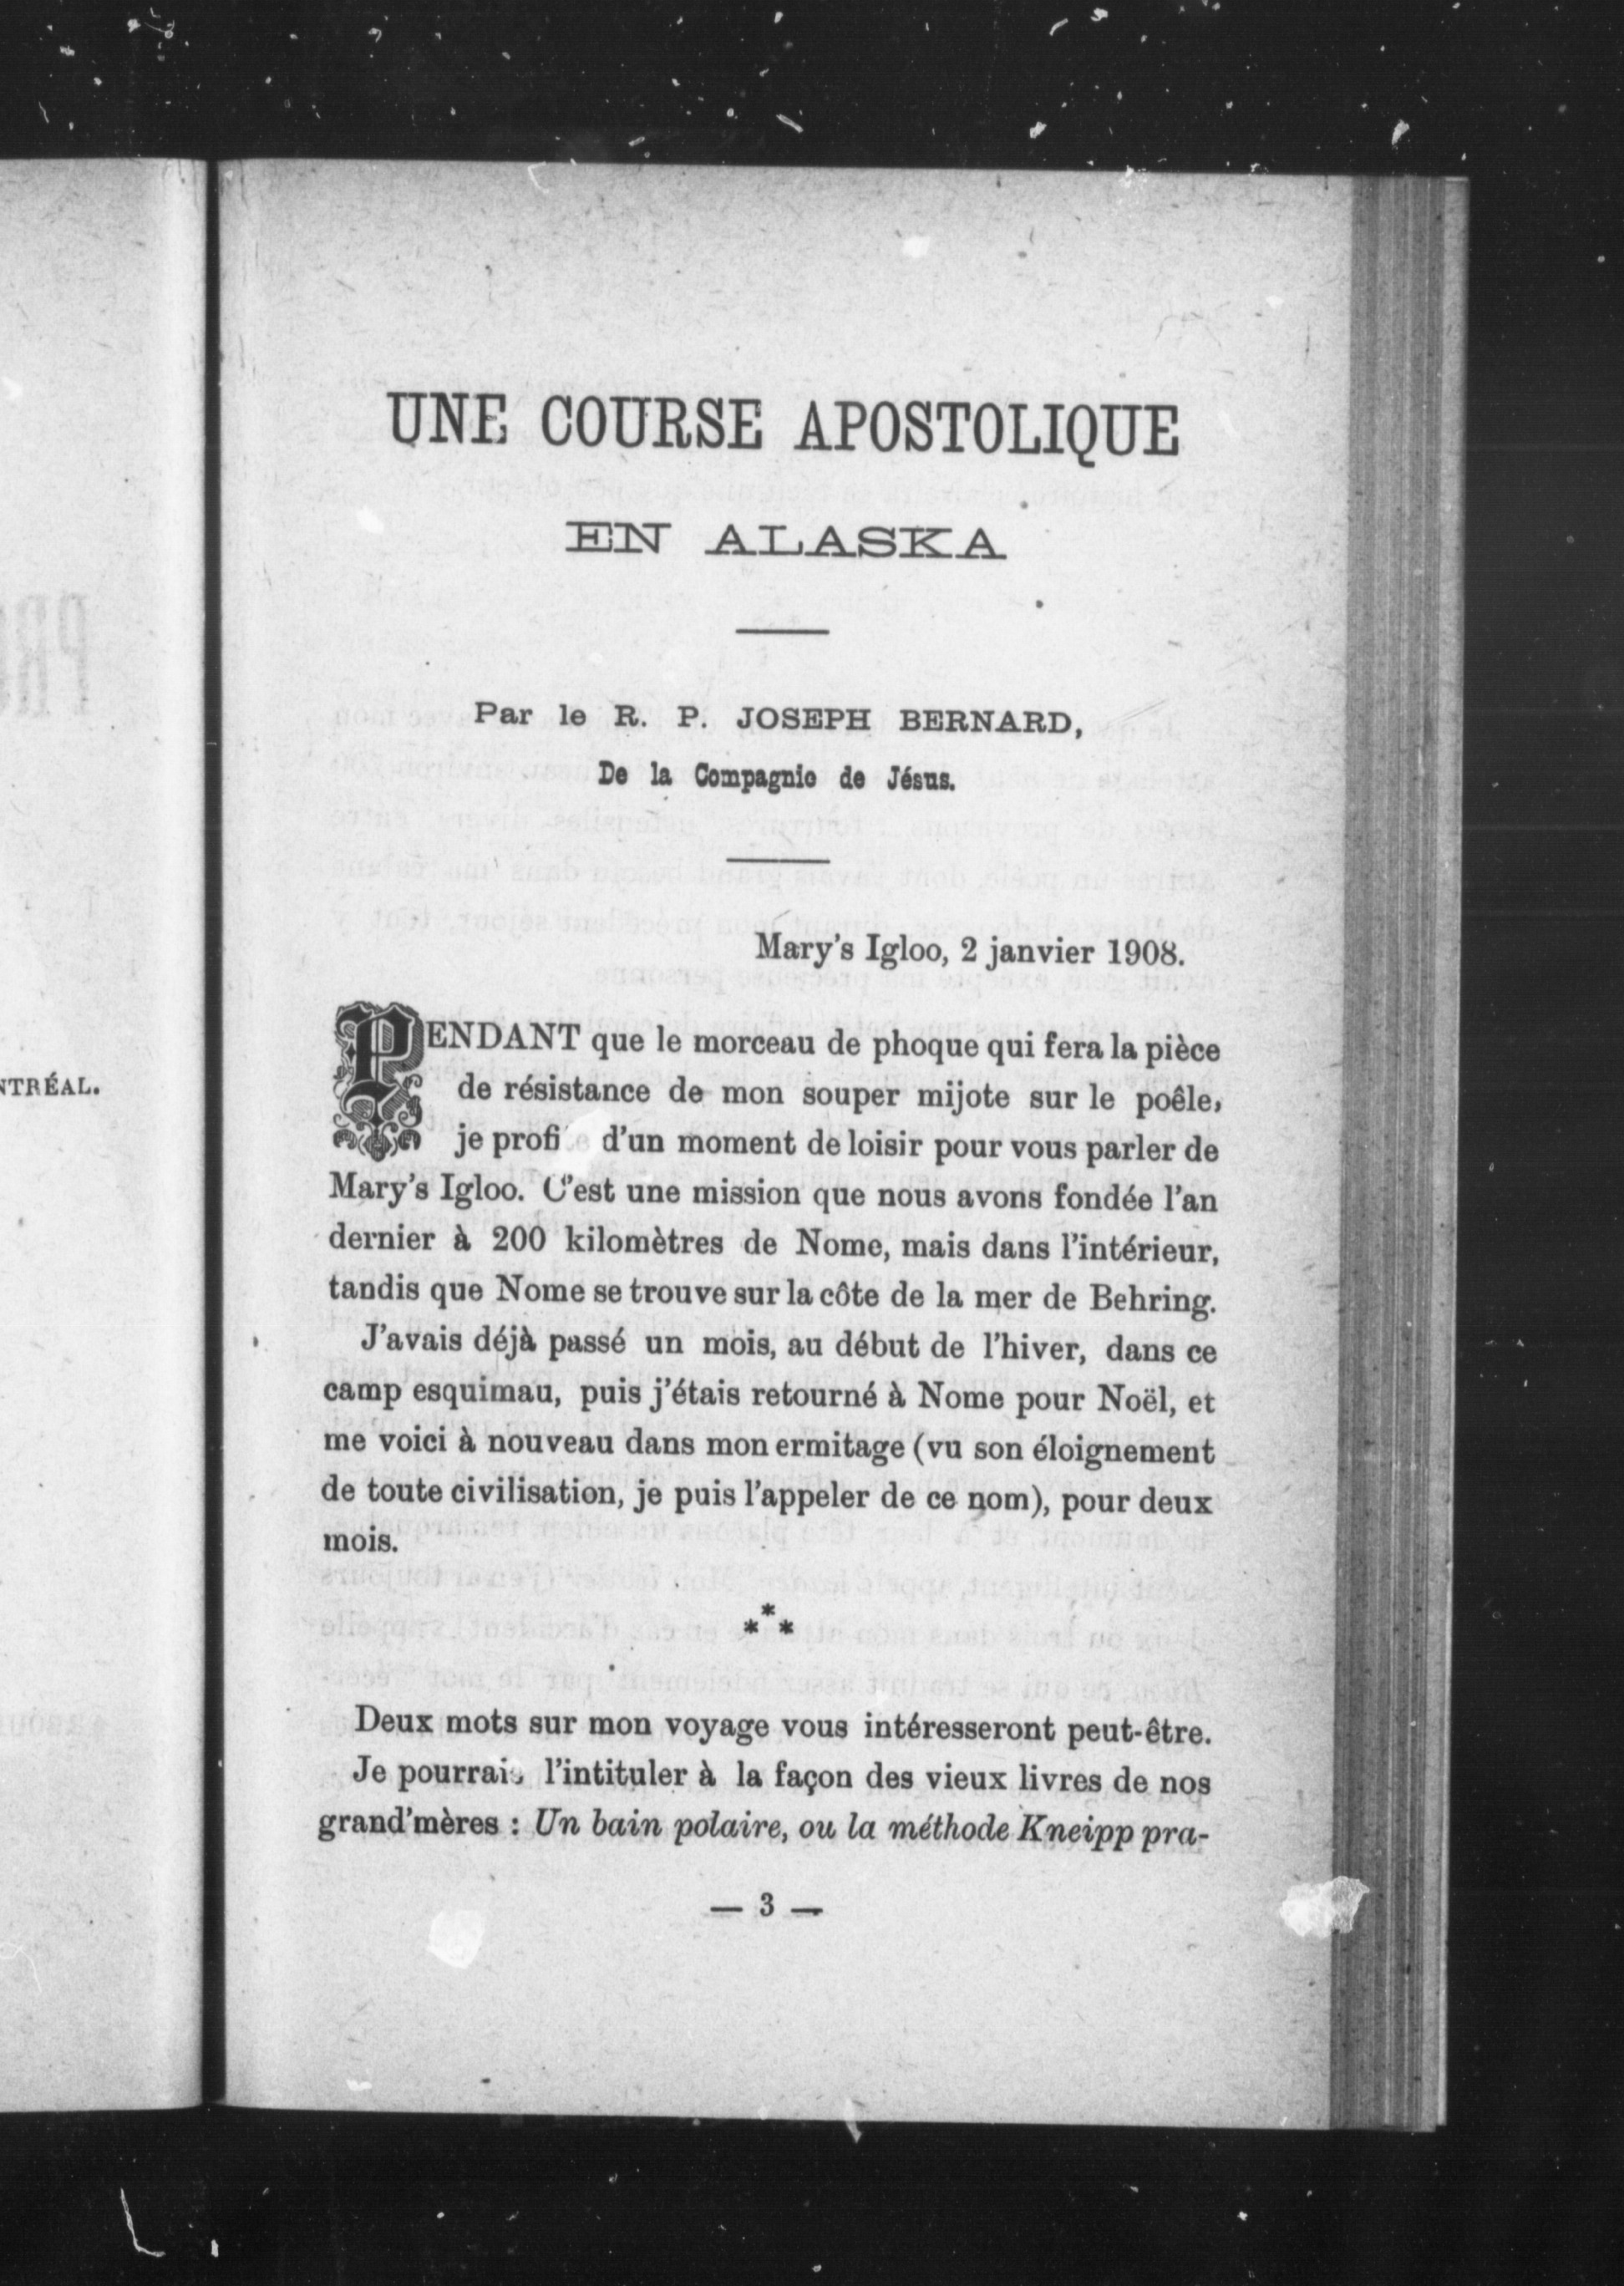 UNE COURSE APOSTOLIQUE
EN ALASKA
Par le R. P. JOSEPH BERNARD,
De la Compagnie de Jésus.
Mary's Igloo, 2 janvier 1908.
PENDANT que le morceau de phoque qui fera la pièce
de résistance de mon souper mijote sur le poêle,
je profite d'un moment de loisir pour vous parler de
Mary's Igloo. C'est une mission que nous avons fondée l'an
dernier à 200 kilomètres de Nome, mais dans l'intérieur,
tandis que Nome se trouve sur la côte de la mer de Behring.
J'avais déjà passé un mois, au début de l'hiver, dans ce
camp esquimau, puis j'étais retourné à Nome pour Noël, et
me voici à nouveau dans mon ermitage (vu son éloignement
de toute civilisation, je puis l'appeler de ce nom), pour deux
mois.
***
Deux mots sur mon voyage vous intéresseront peut-être.
Je pourrais l'intituler à la façon des vieux livres de nos
grand'mères : Un bain polaire, ou la méthode Kneipp pra-
— 3 —
NTRÉAL.